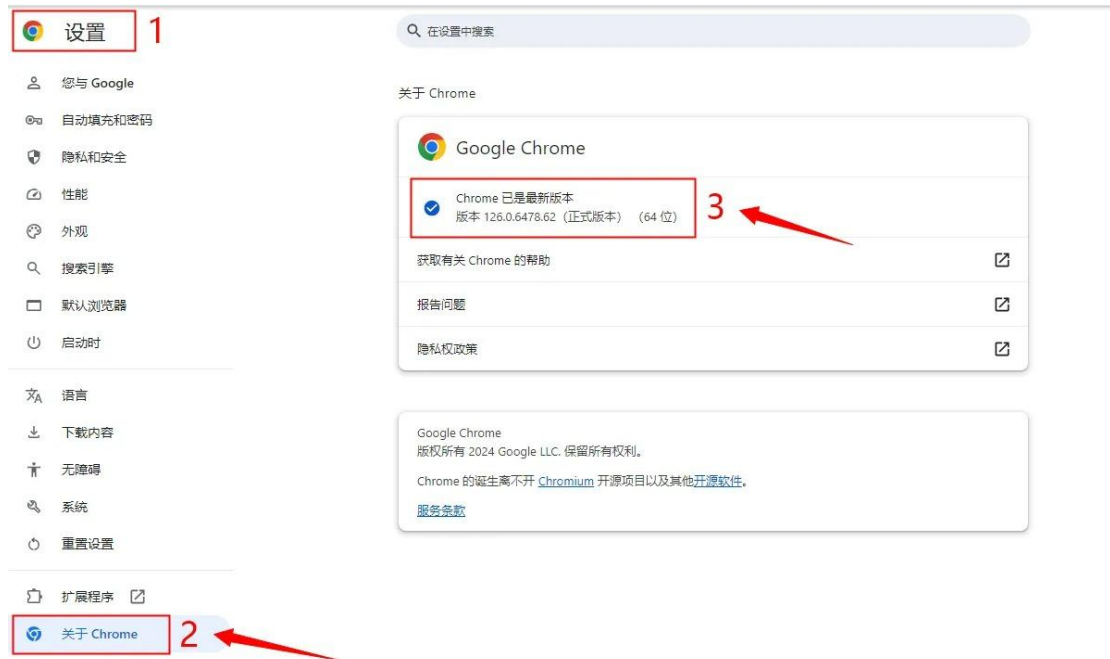 设置
1
在设置中搜索
您与 Google
自动填充和密码
隐私和安全
性能
外观
搜索引擎
默认浏览器
启动时
语言
下载内容
无障碍
系统
重置设置
扩展程序
关于 Chrome
2
关于 Chrome
Google Chrome
Chrome 已是最新版本
版本 126.0.6478.62（正式版本） （64 位）
3
获取有关 Chrome 的帮助
报告问题
隐私权政策
Google Chrome
版权所有 2024 Google LLC. 保留所有权利。
Chrome 的诞生离不开 Chromium 开源项目以及其他开源软件。
服务条款